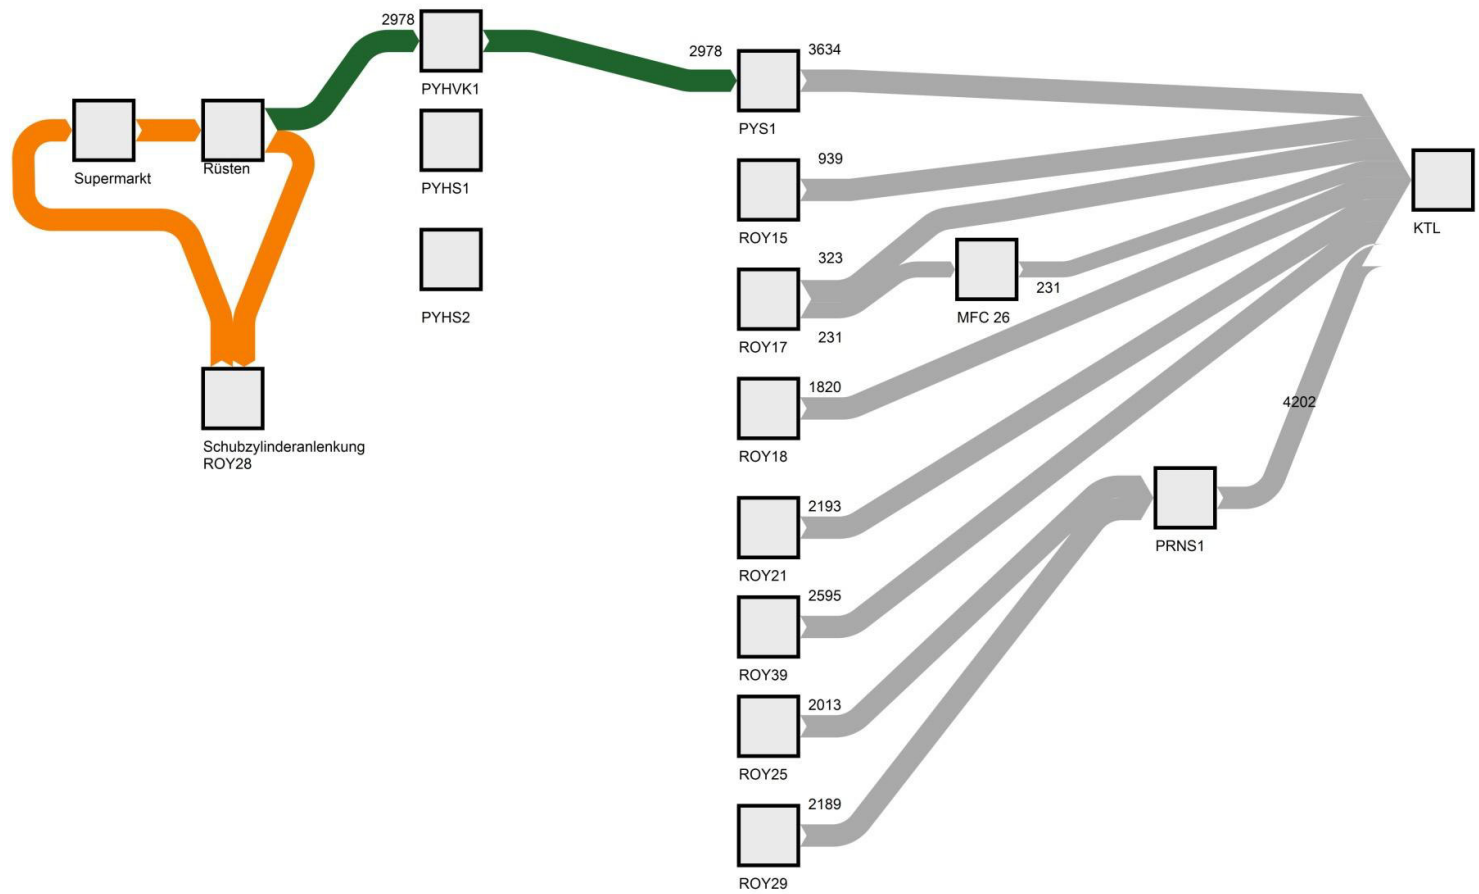 2978
PYHVK1
2978
3634
PYS1
Supermarkt
Rüsten
PYHS1
939
ROY15
KTL
PYHS2
323
231
ROY17
231
MFC 26
1820
ROY18
4202
Schubzylinderanlenkung
ROY28
2193
ROY21
PRNS1
2595
ROY39
2013
ROY25
2189
ROY29